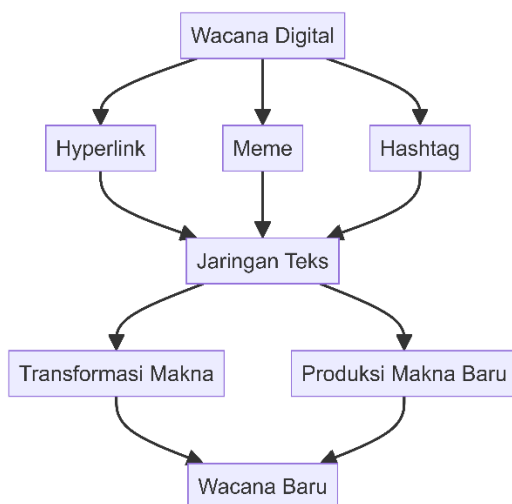 Wacana Digital
Hyperlink
Meme
Hashtag
Jaringan Teks
Transformasi Makna
Produksi Makna Baru
Wacana Baru